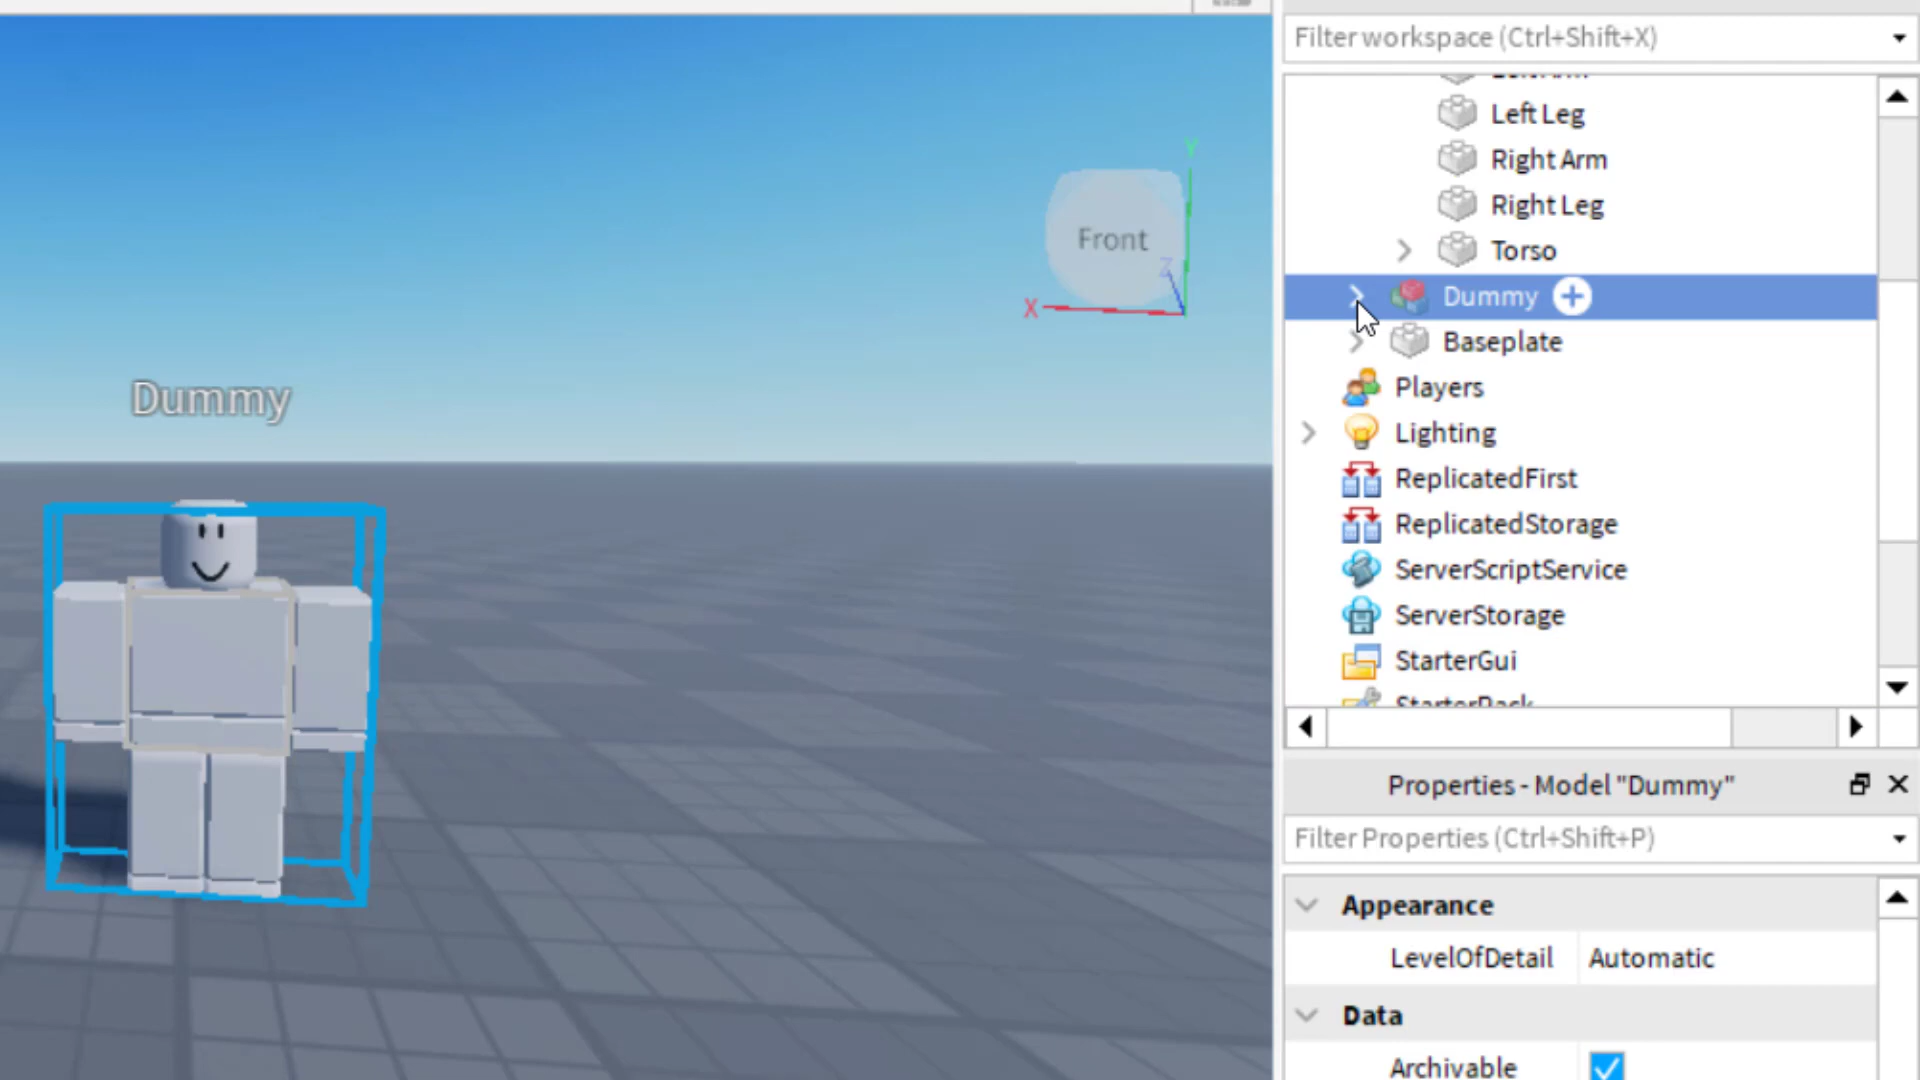 Filter workspace (Ctrl+Shift+X)
Left Leg
Right Arm
Right Leg
Torso
Dummy
Baseplate
Players
Lighting
ReplicatedFirst
ReplicatedStorage
ServerScriptService
ServerStorage
StarterGui
StarterPack
Properties - Model "Dummy"
Filter Properties (Ctrl+Shift+P)
Appearance
LevelOfDetail Automatic
Data
Archivable
Y
Front
Z
X
Dummy